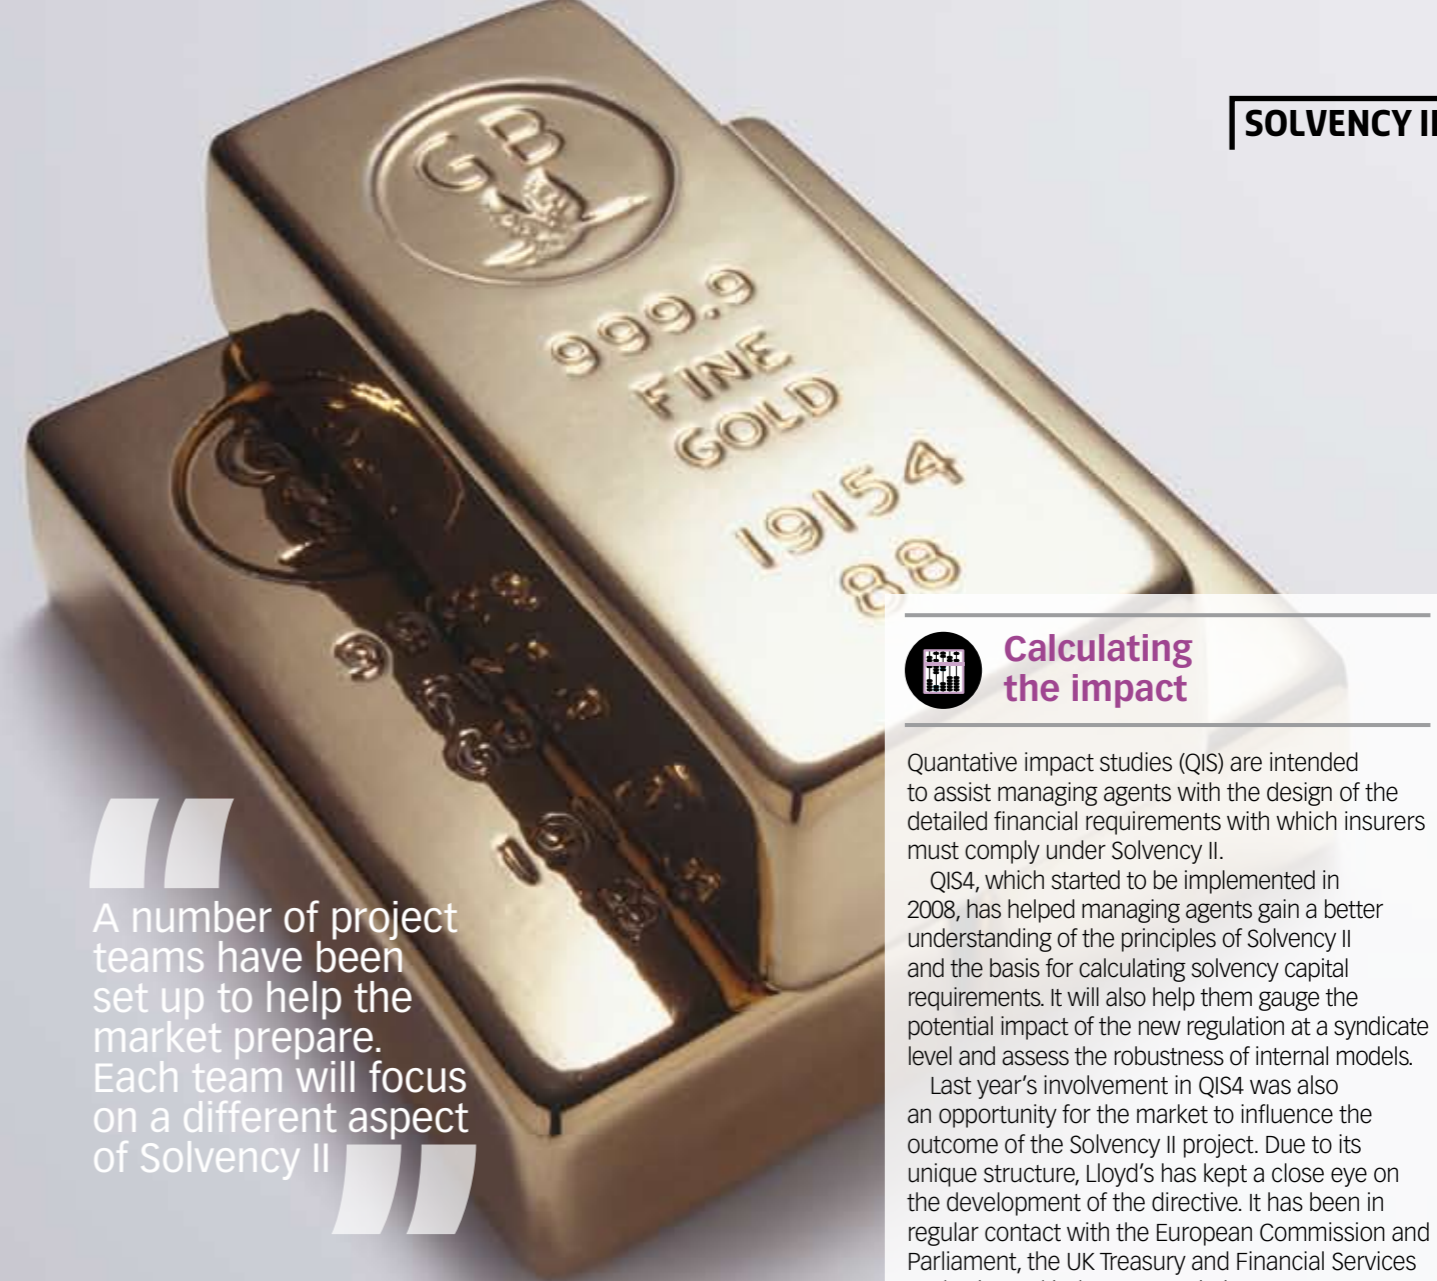 SOLVENCY II
GB
999.9
FINE
GOLD
19154
88
A number of project
teams have been
set up to help the
market prepare.
Each team will focus
on a different aspect
of Solvency II
Calculating
the impact
Quantative impact studies (QIS) are intended
to assist managing agents with the design of the
detailed financial requirements with which insurers
must comply under Solvency II.
QIS4, which started to be implemented in
2008, has helped managing agents gain a better
understanding of the principles of Solvency II
and the basis for calculating solvency capital
requirements. It will also help them gauge the
potential impact of the new regulation at a syndicate
level and assess the robustness of internal models.
Last year's involvement in QIS4 was also
an opportunity for the market to influence the
outcome of the Solvency II project. Due to its
unique structure, Lloyd's has kept a close eye on
the development of the directive. It has been in
regular contact with the European Commission and
Parliament, the UK Treasury and Financial Services